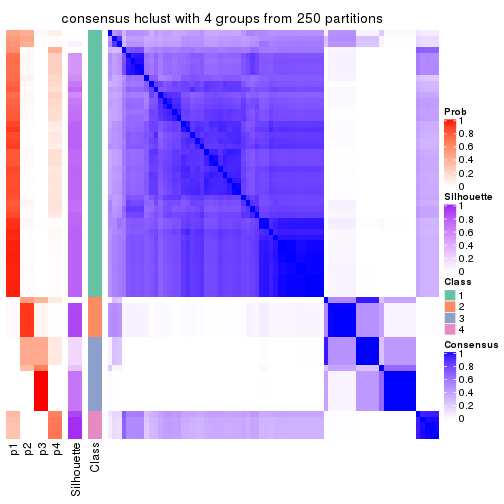 consensus hclust with 4 groups from 250 partitions
Prob
1
0.8
0.6
0.4
0.2
0
Silhouette
1
0.8
0.6
0.4
0.2
0
Class
1
2
3
4
Consensus
1
0.8
0.6
0.4
0.2
0
p1
p2
p3
p4
Silhouette
Class